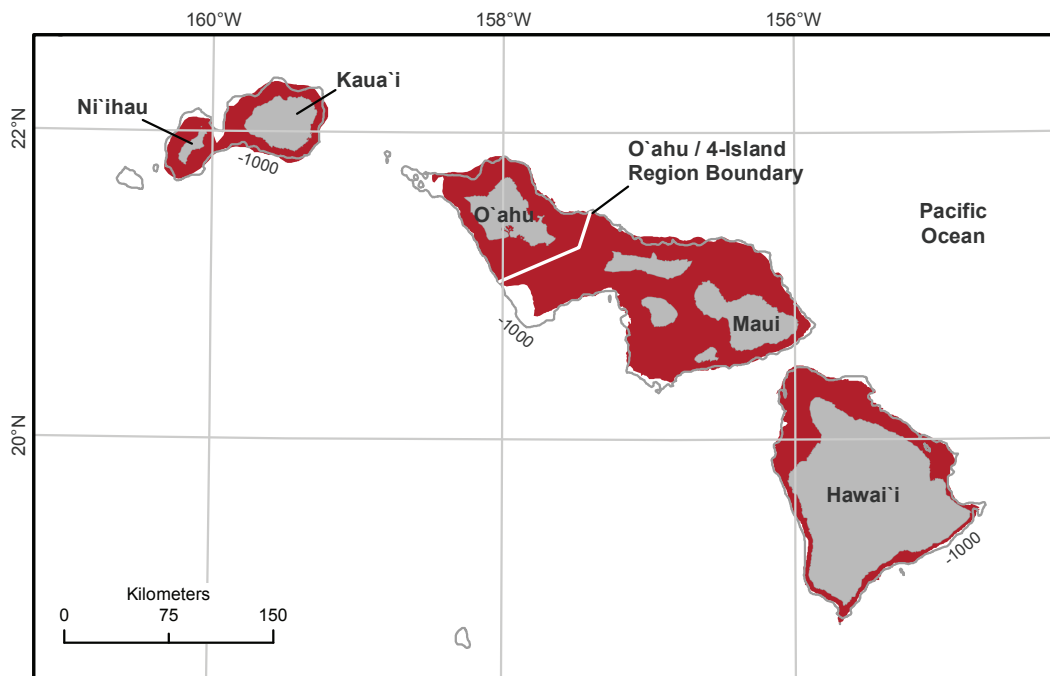 160°W
158°W
156°W
Kaua`i
Ni`ihau
22°N
-1000
O`ahu / 4-Island
Region Boundary
O`ahu
Pacific
Ocean
-1000
Maui
20°N
Hawai`i
-1000
Kilometers
0
75
150